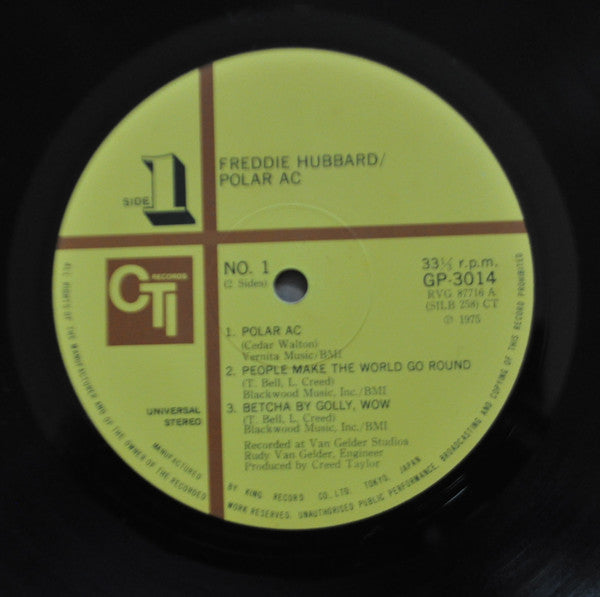 FREDDIE HUBBARD/
POLAR AC
SIDE 1
CTI RECORDS
NO. 1
(2 Sides)
33⅓ r.p.m.
GP-3014
RVG 87716 A
(SILB 258) CT
℗ 1975
1. POLAR AC
(Cedar Walton)
Vernita Music/BMI
2. PEOPLE MAKE THE WORLD GO ROUND
(T. Bell, L. Creed)
Blackwood Music, Inc./BMI
3. BETCHA BY GOLLY, WOW
(T. Bell, L. Creed)
Blackwood Music, Inc./BMI
UNIVERSAL
STEREO
Recorded at Van Gelder Studios
Rudy Van Gelder, Engineer
Produced by Creed Taylor
MANUFACTURED BY KING RECORD CO., LTD. TOKYO, JAPAN
ALL RIGHTS OF THE MANUFACTURER AND OF THE OWNER OF THE RECORDED WORK RESERVED. UNAUTHORISED PUBLIC PERFORMANCE, BROADCASTING AND COPYING OF THIS RECORD PROHIBITED